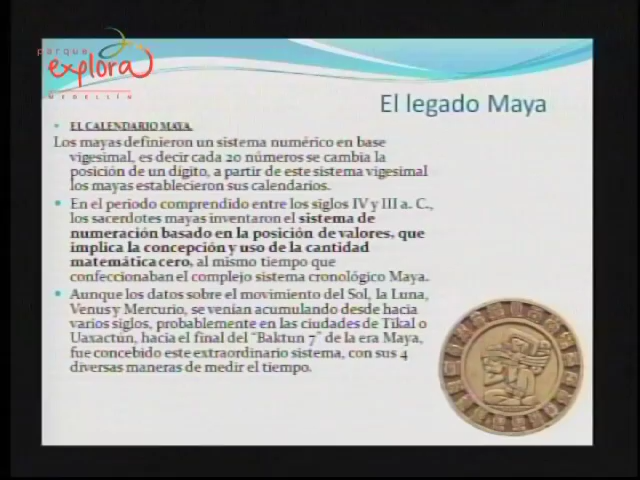 parque
explora
MEDELLÍN
El legado Maya
EL CALENDARIO MAYA.
Los mayas definieron un sistema numérico en base
vigesimal, es decir cada 20 números se cambia la
posición de un dígito, a partir de este sistema vigesimal
los mayas establecieron sus calendarios.
En el periodo comprendido entre los siglos IV y III a. C.,
los sacerdotes mayas inventaron el sistema de
numeración basado en la posición de valores, que
implica la concepción y uso de la cantidad
matemática cero, al mismo tiempo que
confeccionaban el complejo sistema cronológico Maya.
Aunque los datos sobre el movimiento del Sol, la Luna,
Venus y Mercurio, se venían acumulando desde hacía
varios siglos, probablemente en las ciudades de Tikal o
Uaxactún, hacia el final del "Baktun 7" de la era Maya,
fue concebido este extraordinario sistema, con sus 4
diversas maneras de medir el tiempo.